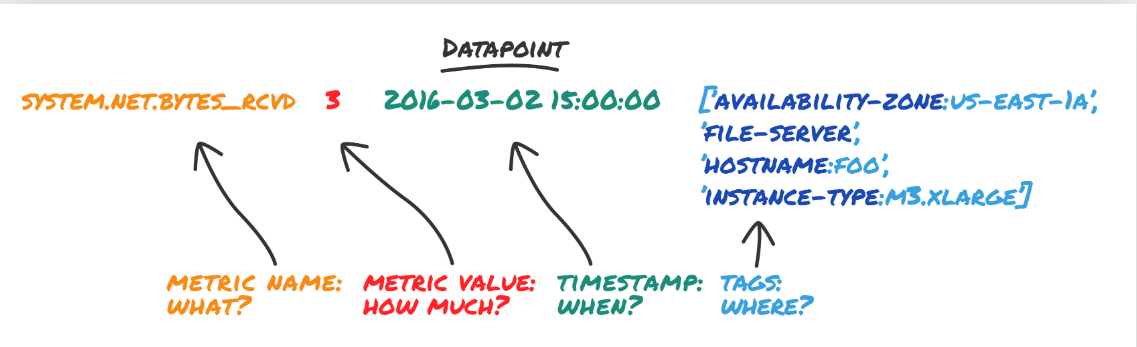 DATAPOINT
SYSTEM.NET.BYTES_RCVD 3 2016-03-02 15:00:00 ['AVAILABILITY-ZONE:US-EAST-1A',
'FILE-SERVER',
'HOSTNAME:FOO',
'INSTANCE-TYPE:M3.XLARGE']
METRIC NAME: METRIC VALUE: TIMESTAMP: TAGS:
WHAT? HOW MUCH? WHEN? WHERE?